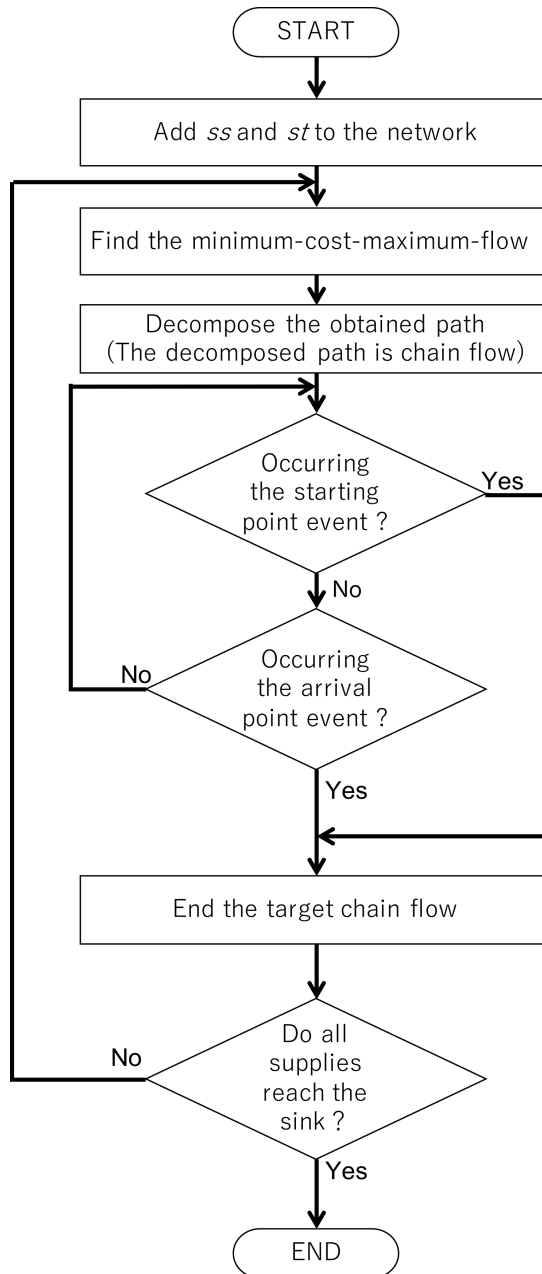 START
Add ss and st to the network
Find the minimum-cost-maximum-flow
Decompose the obtained path
(The decomposed path is chain flow)
Occurring
the starting
point event ?
Yes
No
Occurring
the arrival
point event ?
No
Yes
End the target chain flow
Do all
supplies
reach the
sink ?
No
Yes
END